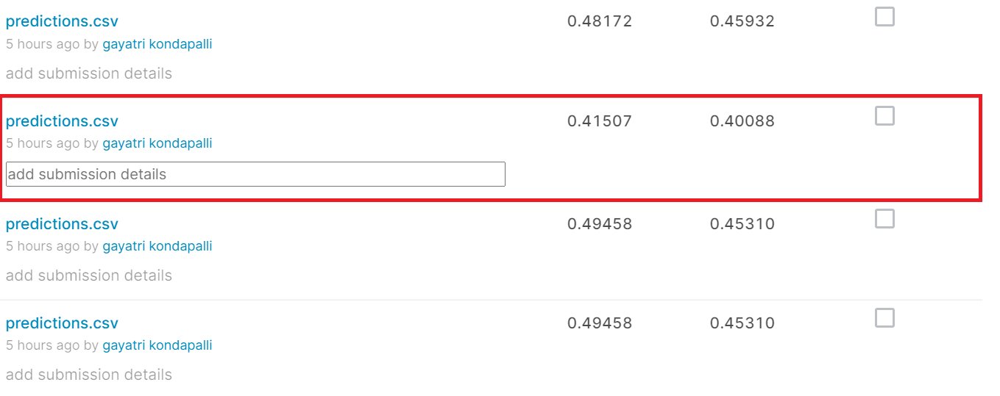 predictions.csv 0.48172 0.45932
5 hours ago by gayatri kondapalli
add submission details
predictions.csv 0.41507 0.40088
5 hours ago by gayatri kondapalli
add submission details
predictions.csv 0.49458 0.45310
5 hours ago by gayatri kondapalli
add submission details
predictions.csv 0.49458 0.45310
5 hours ago by gayatri kondapalli
add submission details